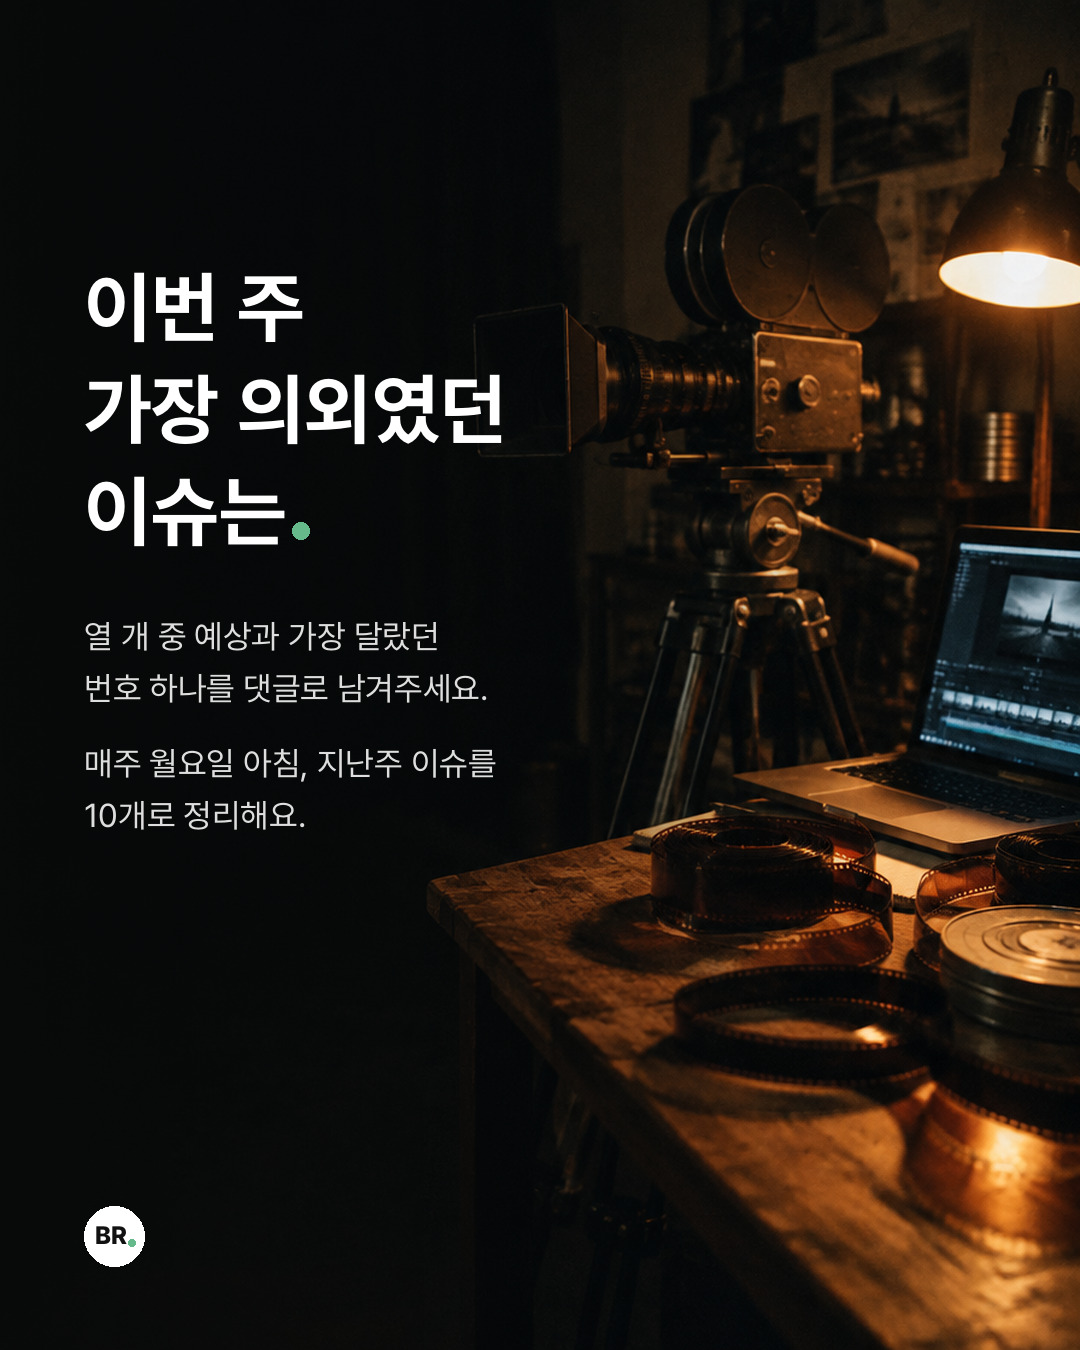 이번 주
가장 의외였던
이슈는.
열 개 중 예상과 가장 달랐던
번호 하나를 댓글로 남겨주세요.
매주 월요일 아침, 지난주 이슈를
10개로 정리해요.
BR.